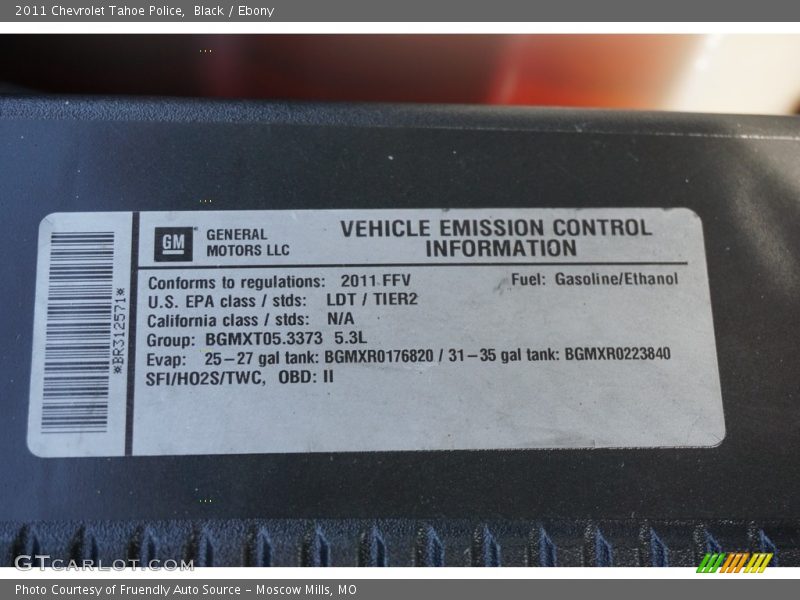 2011 Chevrolet Tahoe Police, Black / Ebony
GM
GENERAL
MOTORS LLC
VEHICLE EMISSION CONTROL
INFORMATION
Conforms to regulations: 2011 FFV
Fuel: Gasoline/Ethanol
U.S. EPA class / stds: LDT / TIER2
California class / stds: N/A
Group: BGMXT05.3373 5.3L
Evap: 25-27 gal tank: BGMXR0176820 / 31-35 gal tank: BGMXR0223840
SFI/HO2S/TWC, OBD: II
*BR312571*
GTCARLOT.COM
Photo Courtesy of Fruendly Auto Source - Moscow Mills, MO